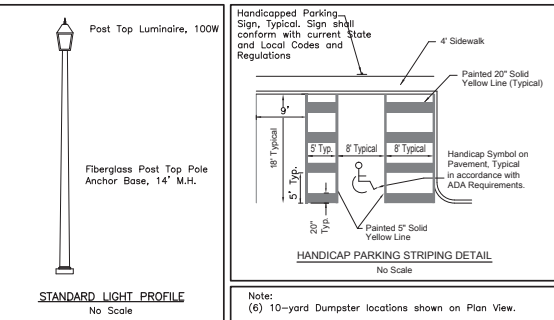 Post Top Luminaire, 100W
Fiberglass Post Top Pole
Anchor Base, 14' M.H.
STANDARD LIGHT PROFILE
No Scale
Handicapped Parking
Sign, Typical. Sign shall
conform with current State
and Local Codes and
Regulations
4' Sidewalk
Painted 20" Solid
Yellow Line (Typical)
9'
18' Typical
5' Typ.
8' Typical
8' Typical
5' Typ.
20"
Typ.
Handicap Symbol on
Pavement, Typical
in accordance with
ADA Requirements.
Painted 5" Solid
Yellow Line
HANDICAP PARKING STRIPING DETAIL
No Scale
Note:
(6) 10-yard Dumpster locations shown on Plan View.